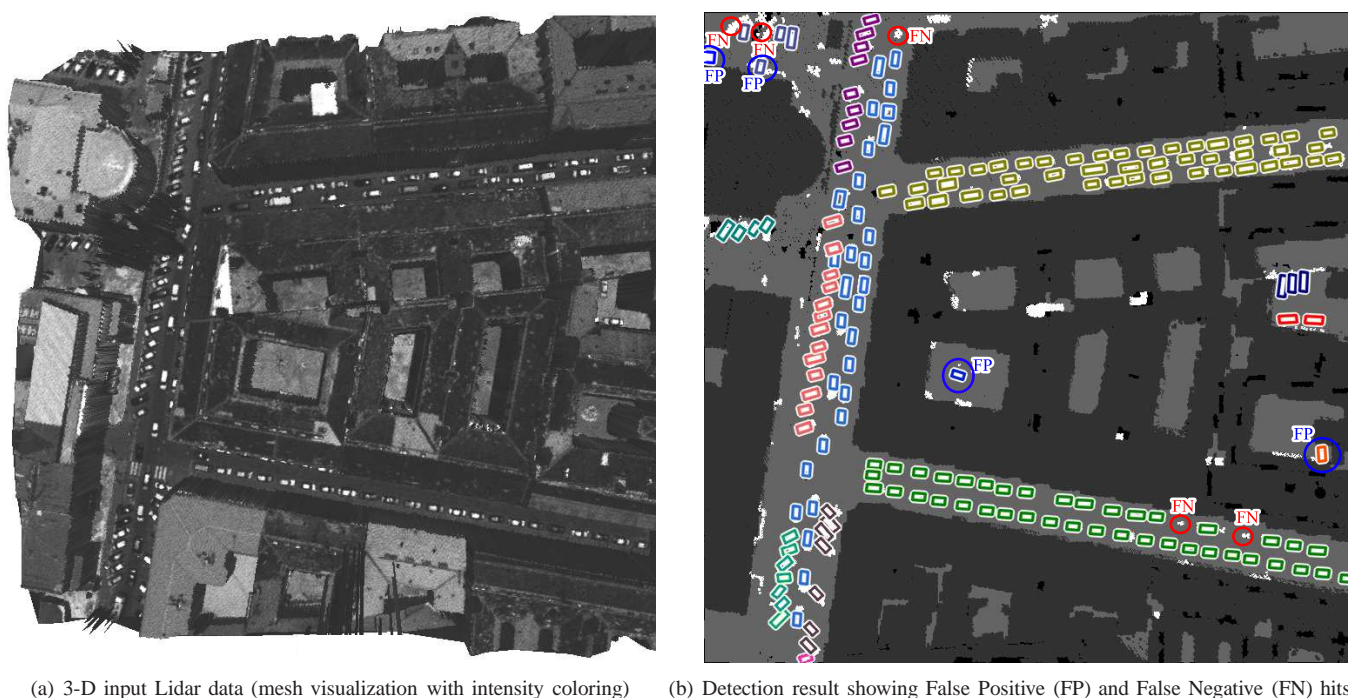 FN
FN
FN
FP
FP
FP
FP
FN
FN
(a) 3-D input Lidar data (mesh visualization with intensity coloring)
(b) Detection result showing False Positive (FP) and False Negative (FN) hits